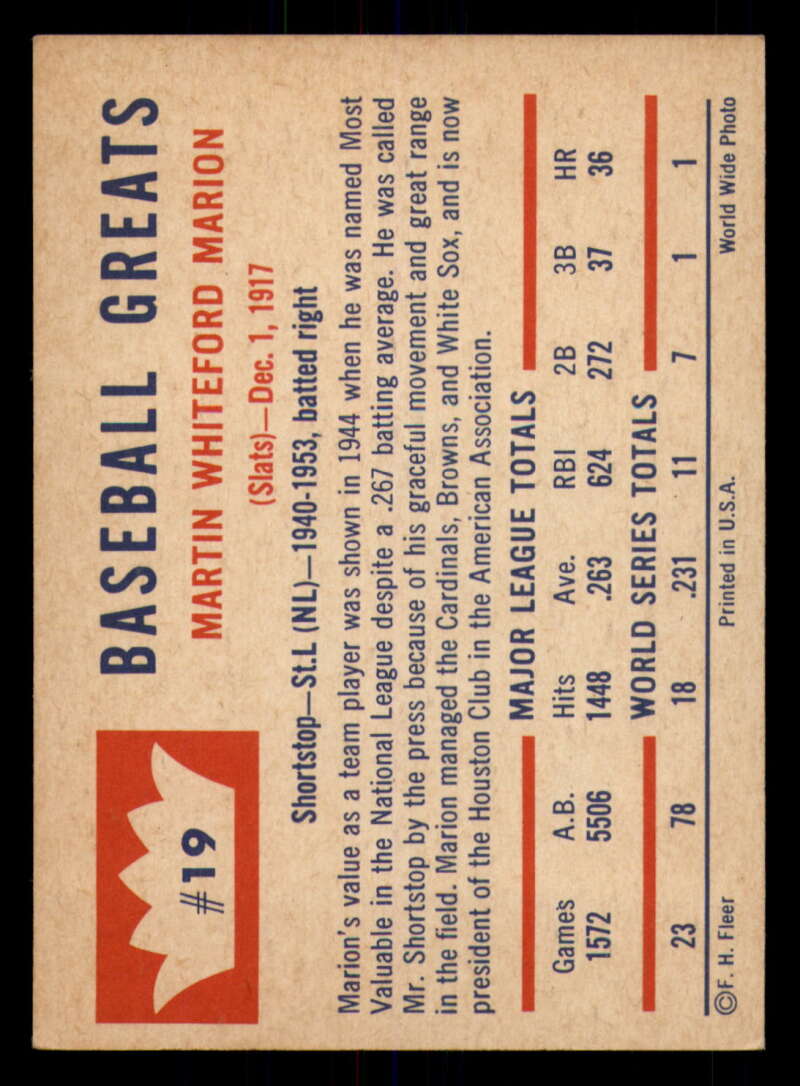 #19
BASEBALL GREATS
MARTIN WHITEFORD MARION
(Slats)—Dec. 1, 1917
Shortstop—St.L (NL)—1940-1953, batted right
Marion's value as a team player was shown in 1944 when he was named Most
Valuable in the National League despite a .267 batting average. He was called
Mr. Shortstop by the press because of his graceful movement and great range
in the field. Marion managed the Cardinals, Browns, and White Sox, and is now
president of the Houston Club in the American Association.
MAJOR LEAGUE TOTALS
Games A.B. Hits Ave. RBI 2B 3B HR
1572 5506 1448 .263 624 272 37 36
WORLD SERIES TOTALS
23 78 18 .231 11 7 1 1
©F. H. Fleer Printed in U.S.A. World Wide Photo